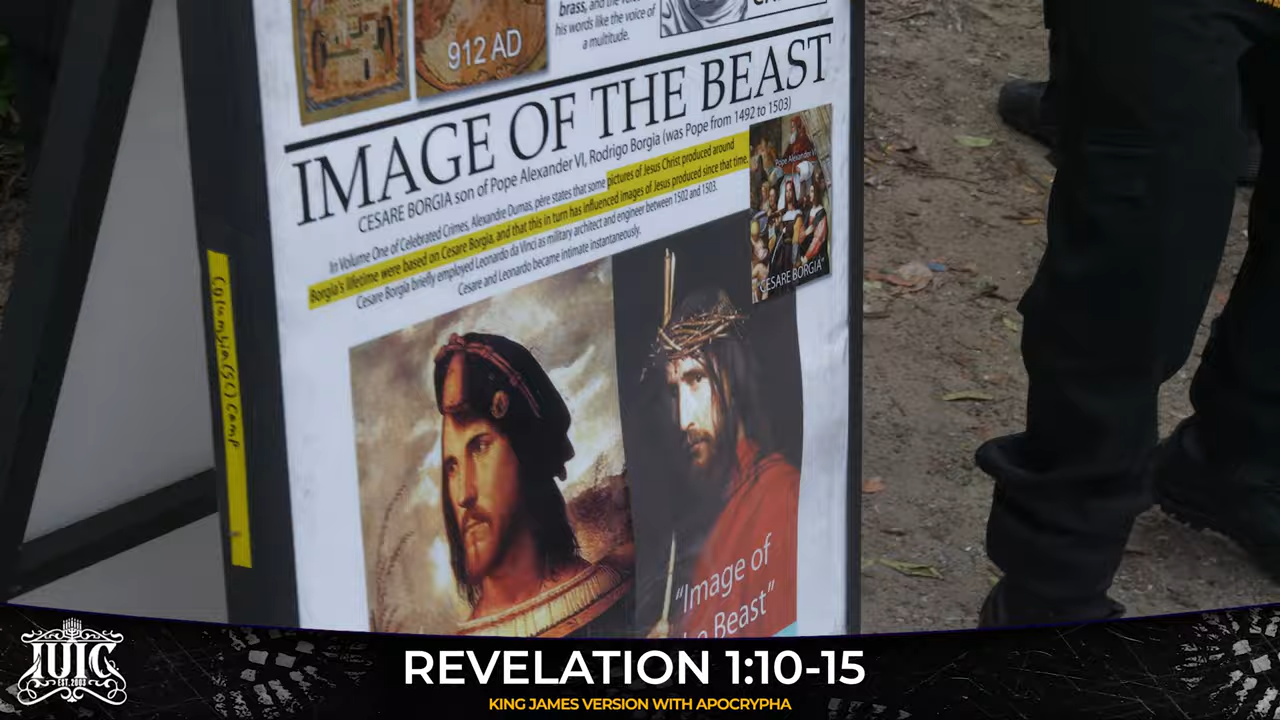 brass, and the
his words like the voice of
a multitude.
912 AD
IMAGE OF THE BEAST
CESARE BORGIA son of Pope Alexander VI, Rodrigo Borgia (was Pope from 1492 to 1503)
In Volume One of Celebrated Crimes, Alexandre Dumas, père states that some pictures of Jesus Christ produced around
Borgia's lifetime were based on Cesare Borgia, and that this in turn has influenced images of Jesus produced since that time.
Cesare Borgia briefly employed Leonardo da Vinci as military architect and engineer between 1502 and 1503.
Cesare and Leonardo became intimate instantaneously.
"Pope Alexander VI
"CESARE BORGIA"
Columbia (SC) Camp
"Image of
Beast"
IUIC
EST. 2003
REVELATION 1:10-15
KING JAMES VERSION WITH APOCRYPHA